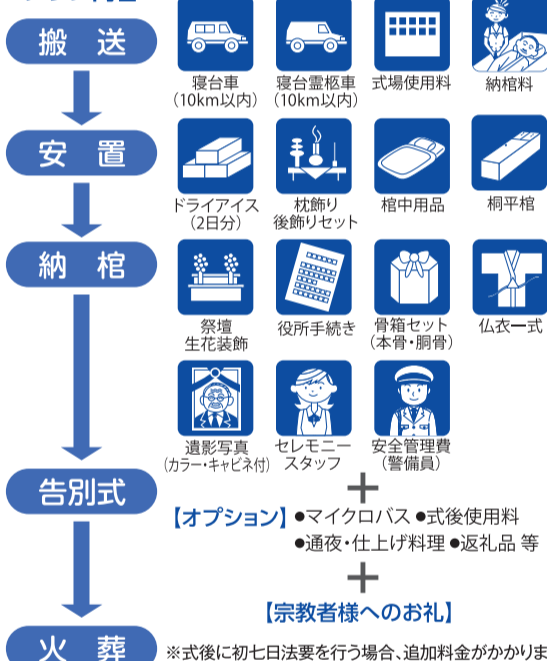 搬 送
寝台車
(10km以内)
寝台霊柩車
(10km以内)
式場使用料
納棺料
安 置
ドライアイス
(2日分)
枕飾り
後飾りセット
棺中用品
桐平棺
納 棺
祭壇
生花装飾
役所手続き
骨箱セット
(本骨・胴骨)
仏衣一式
遺影写真
(カラー・キャビネ付)
セレモニー
スタッフ
安全管理費
(警備員)
告別式
+
【オプション】 ●マイクロバス ●式後使用料
●通夜・仕上げ料理 ●返礼品 等
+
【宗教者様へのお礼】
火 葬
※式後に初七日法要を行う場合、追加料金がかかりま